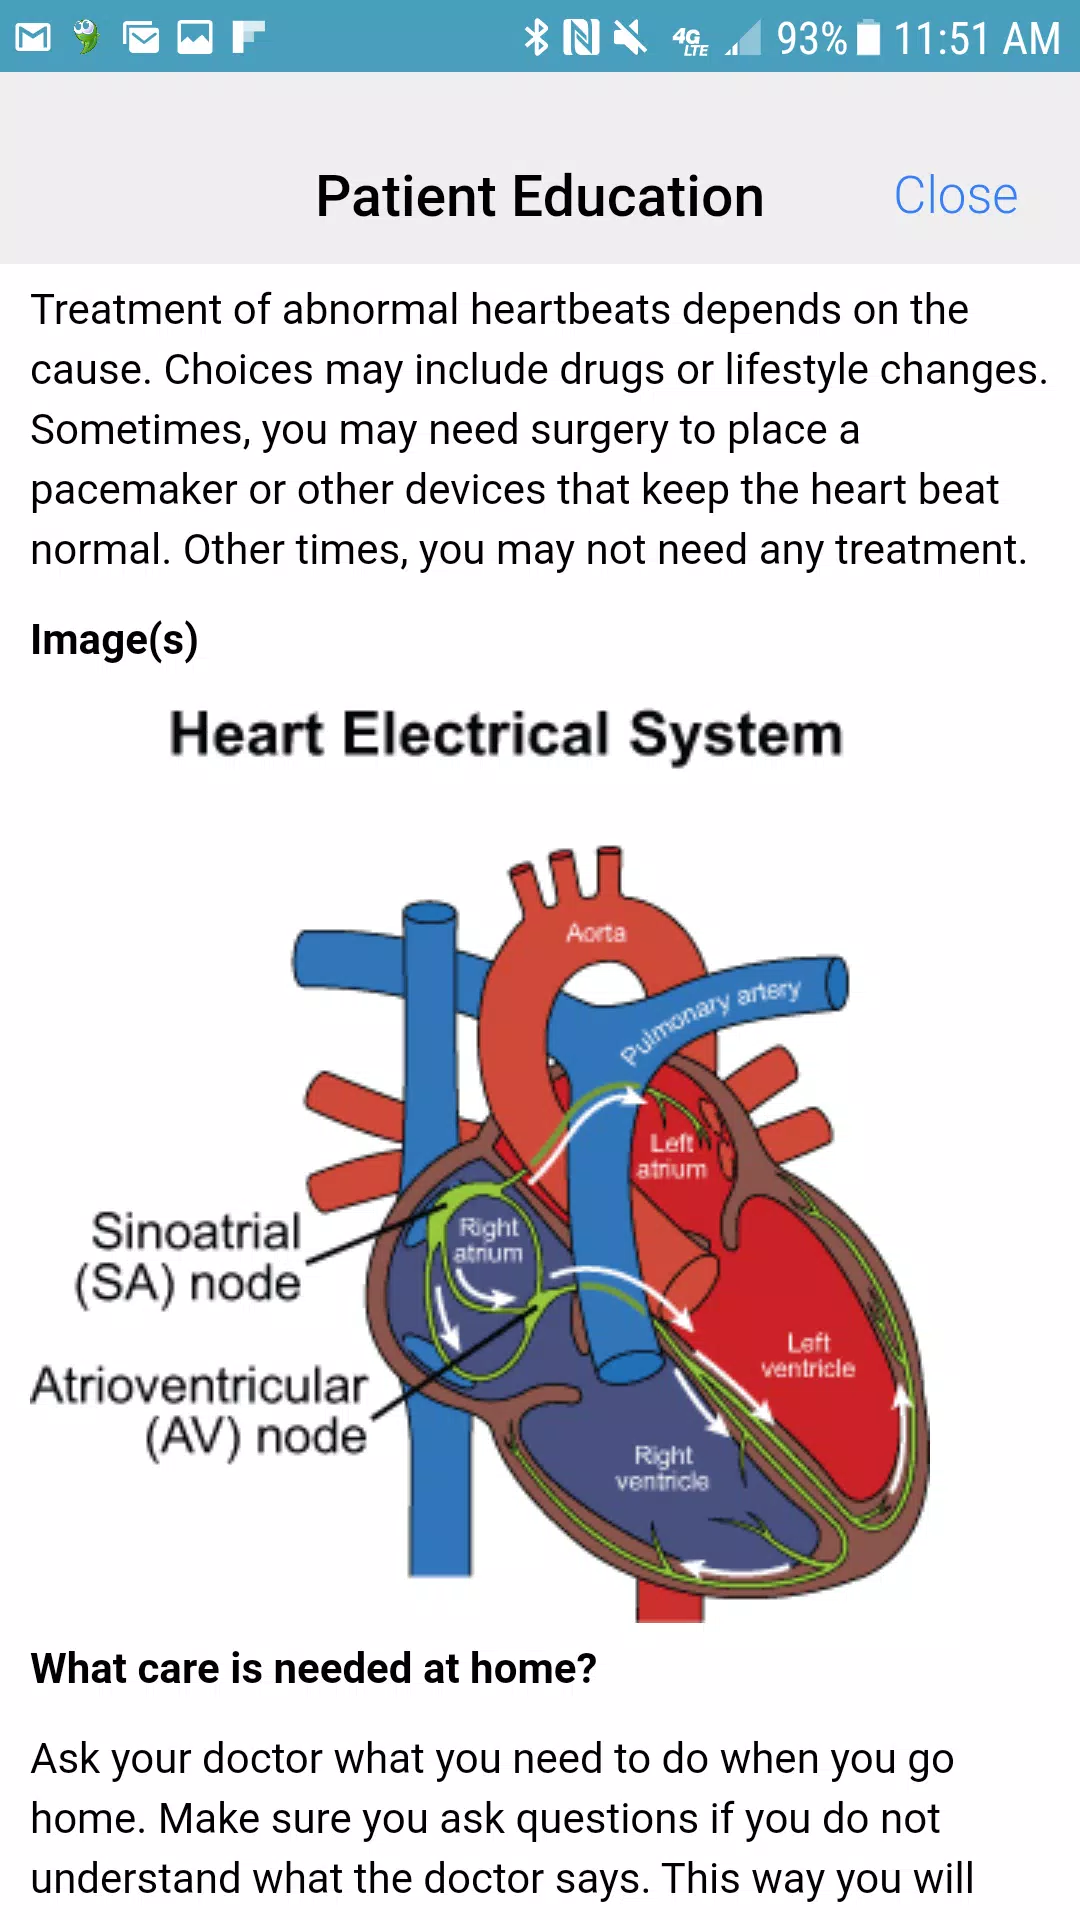 4G LTE 93% 11:51 AM
Patient Education
Close
Treatment of abnormal heartbeats depends on the
cause. Choices may include drugs or lifestyle changes.
Sometimes, you may need surgery to place a
pacemaker or other devices that keep the heart beat
normal. Other times, you may not need any treatment.
Image(s)
Heart Electrical System
Aorta
Pulmonary artery
Left
atrium
Sinoatrial
(SA) node
Right
atrium
Atrioventricular
(AV) node
Left
ventricle
Right
ventricle
What care is needed at home?
Ask your doctor what you need to do when you go
home. Make sure you ask questions if you do not
understand what the doctor says. This way you will